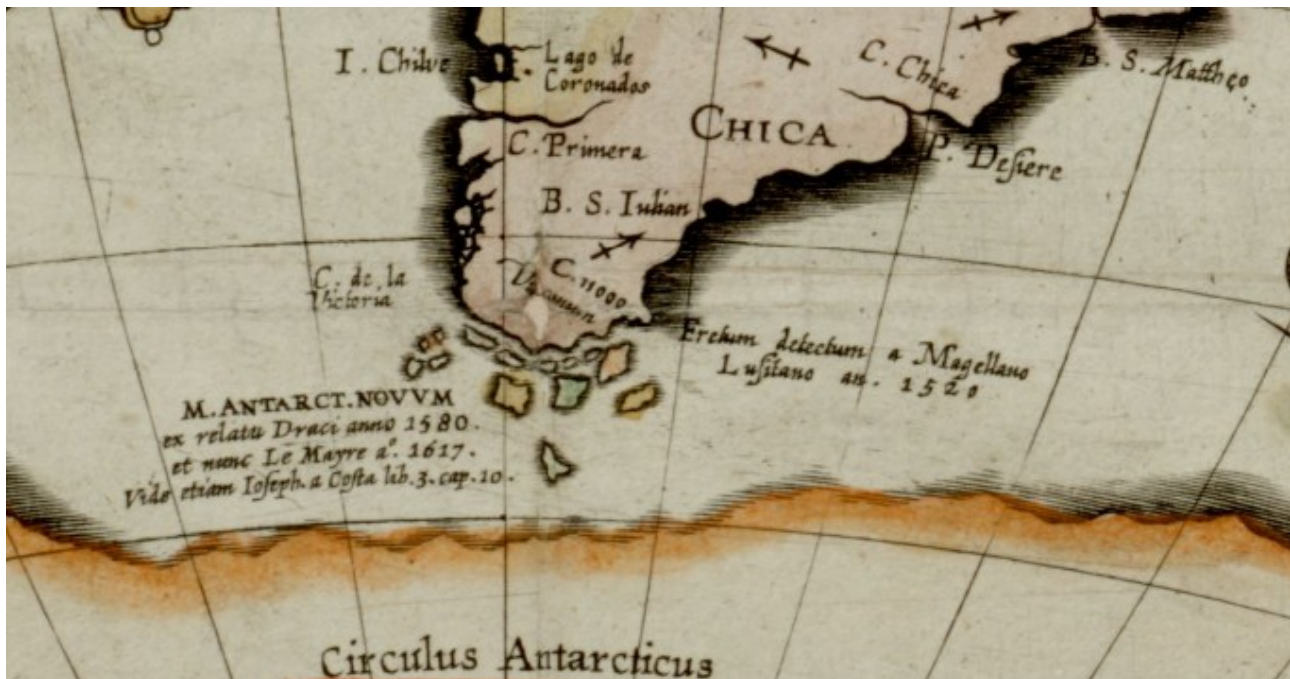 I. Chilue
Lago de
Coronados
C. Chica
B. S. Mattheo
C. Primera
CHICA
P. Desiere
B. S. Iulian
C. de la
Victoria
C. 11000
Fretum detectum a Magellano
Lusitano an. 1520
M. ANTARCT. NOVVM
ex relatu Draci anno 1580.
et nunc Le Mayre aº. 1617.
Vide etiam Ioseph. a Costa lib. 3. cap. 10.
Circulus Antarcticus